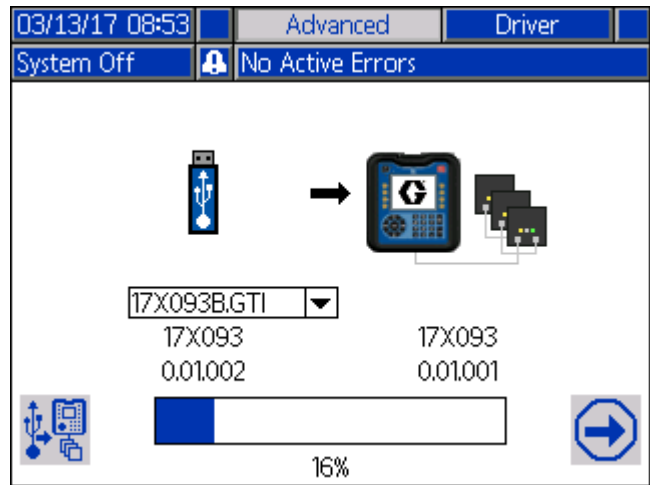 03/13/17 08:53 Advanced Driver
System Off No Active Errors
G
17X093B.GTI
17X093 17X093
0.01.002 0.01.001
16%